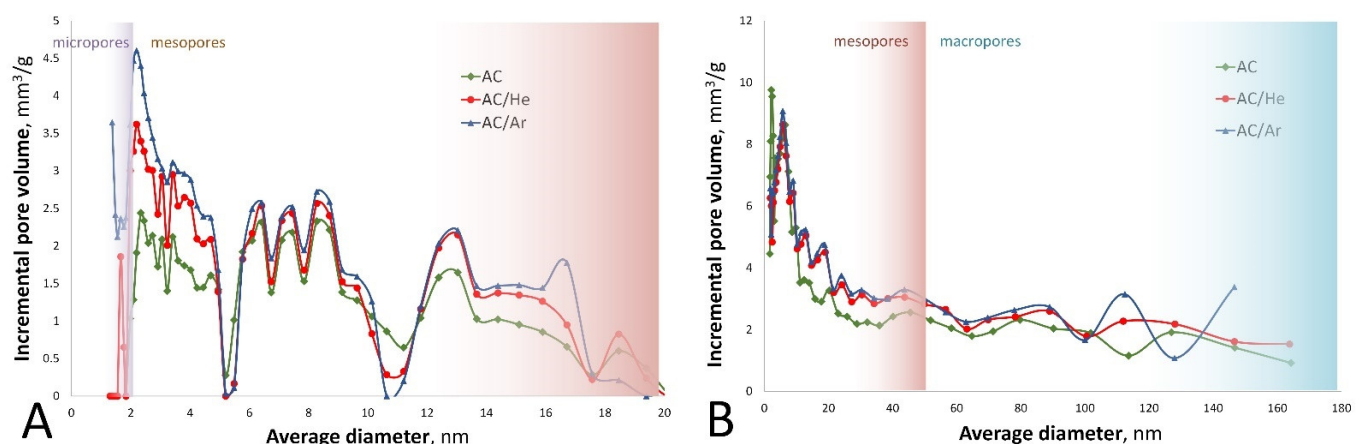 Incremental pore volume, mm³/g
5
4.5
4
3.5
3
2.5
2
1.5
1
0.5
0
micropores
mesopores
AC
AC/He
AC/Ar
0 2 4 6 8 10 12 14 16 18 20
Average diameter, nm
A
Incremental pore volume, mm³/g
12
10
8
6
4
2
0
mesopores
macropores
AC
AC/He
AC/Ar
0 20 40 60 80 100 120 140 160 180
Average diameter, nm
B